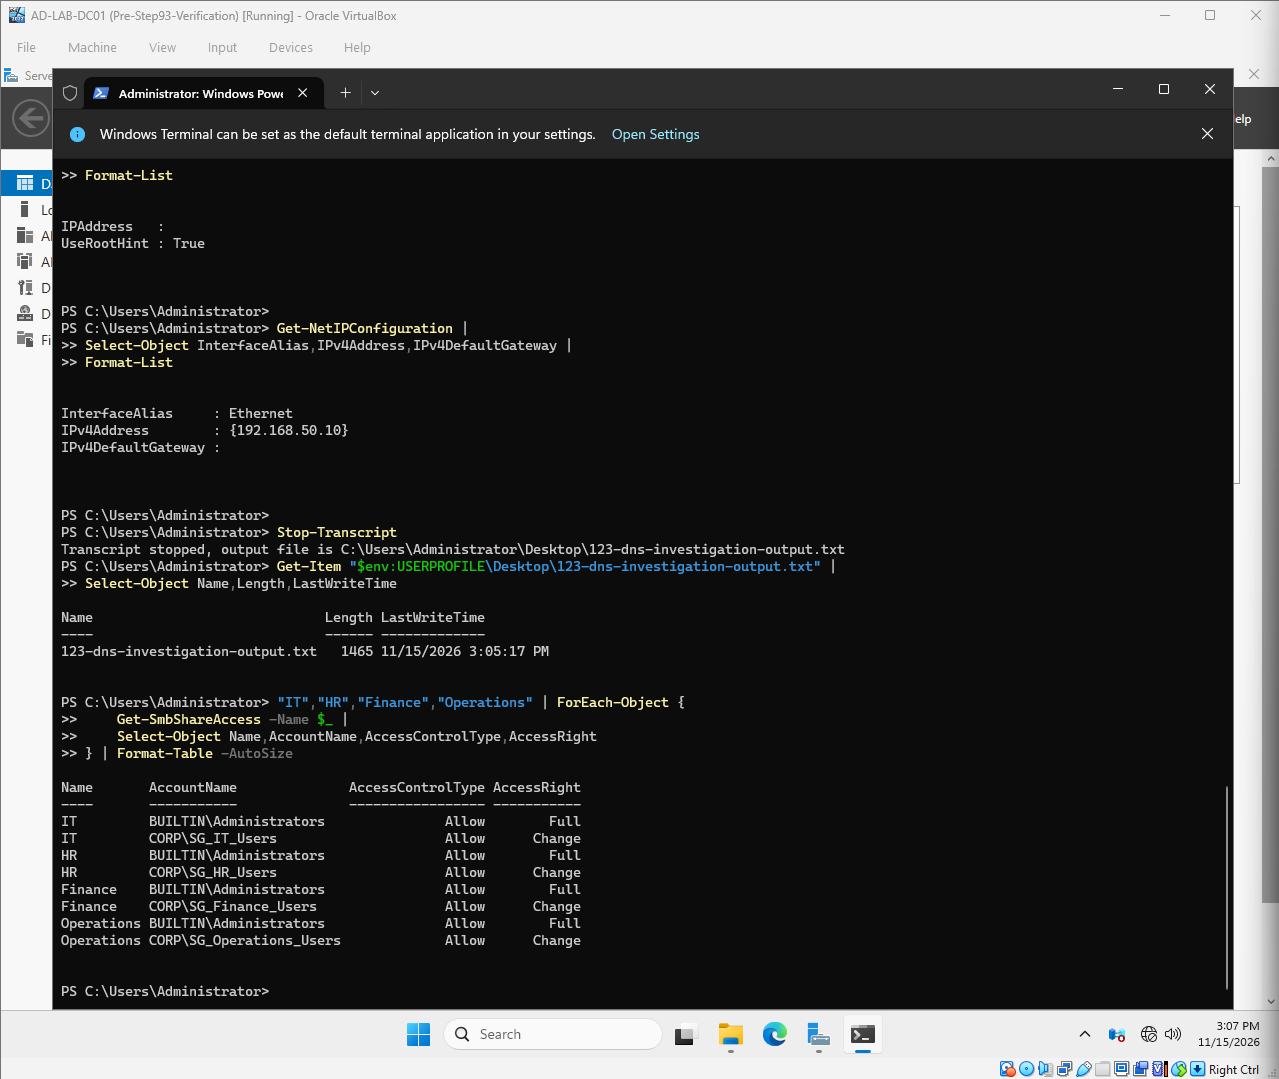 AD-LAB-DC01 (Pre-Step93-Verification) [Running] - Oracle VirtualBox
File Machine View Input Devices Help
Serve
Administrator: Windows Powe
elp
Windows Terminal can be set as the default terminal application in your settings. Open Settings
>> Format-List
IPAddress :
UseRootHint : True
PS C:\Users\Administrator>
PS C:\Users\Administrator> Get-NetIPConfiguration |
>> Select-Object InterfaceAlias,IPv4Address,IPv4DefaultGateway |
>> Format-List
InterfaceAlias : Ethernet
IPv4Address : {192.168.50.10}
IPv4DefaultGateway :
PS C:\Users\Administrator>
PS C:\Users\Administrator> Stop-Transcript
Transcript stopped, output file is C:\Users\Administrator\Desktop\123-dns-investigation-output.txt
PS C:\Users\Administrator> Get-Item "$env:USERPROFILE\Desktop\123-dns-investigation-output.txt" |
>> Select-Object Name,Length,LastWriteTime
Name Length LastWriteTime
---- ------ -------------
123-dns-investigation-output.txt 1465 11/15/2026 3:05:17 PM
PS C:\Users\Administrator> "IT","HR","Finance","Operations" | ForEach-Object {
>> Get-SmbShareAccess -Name $_ |
>> Select-Object Name,AccountName,AccessControlType,AccessRight
>> } | Format-Table -AutoSize
Name AccountName AccessControlType AccessRight
---- ----------- ----------------- -----------
IT BUILTIN\Administrators Allow Full
IT CORP\SG_IT_Users Allow Change
HR BUILTIN\Administrators Allow Full
HR CORP\SG_HR_Users Allow Change
Finance BUILTIN\Administrators Allow Full
Finance CORP\SG_Finance_Users Allow Change
Operations BUILTIN\Administrators Allow Full
Operations CORP\SG_Operations_Users Allow Change
PS C:\Users\Administrator>
Search
3:07 PM
11/15/2026
Right Ctrl